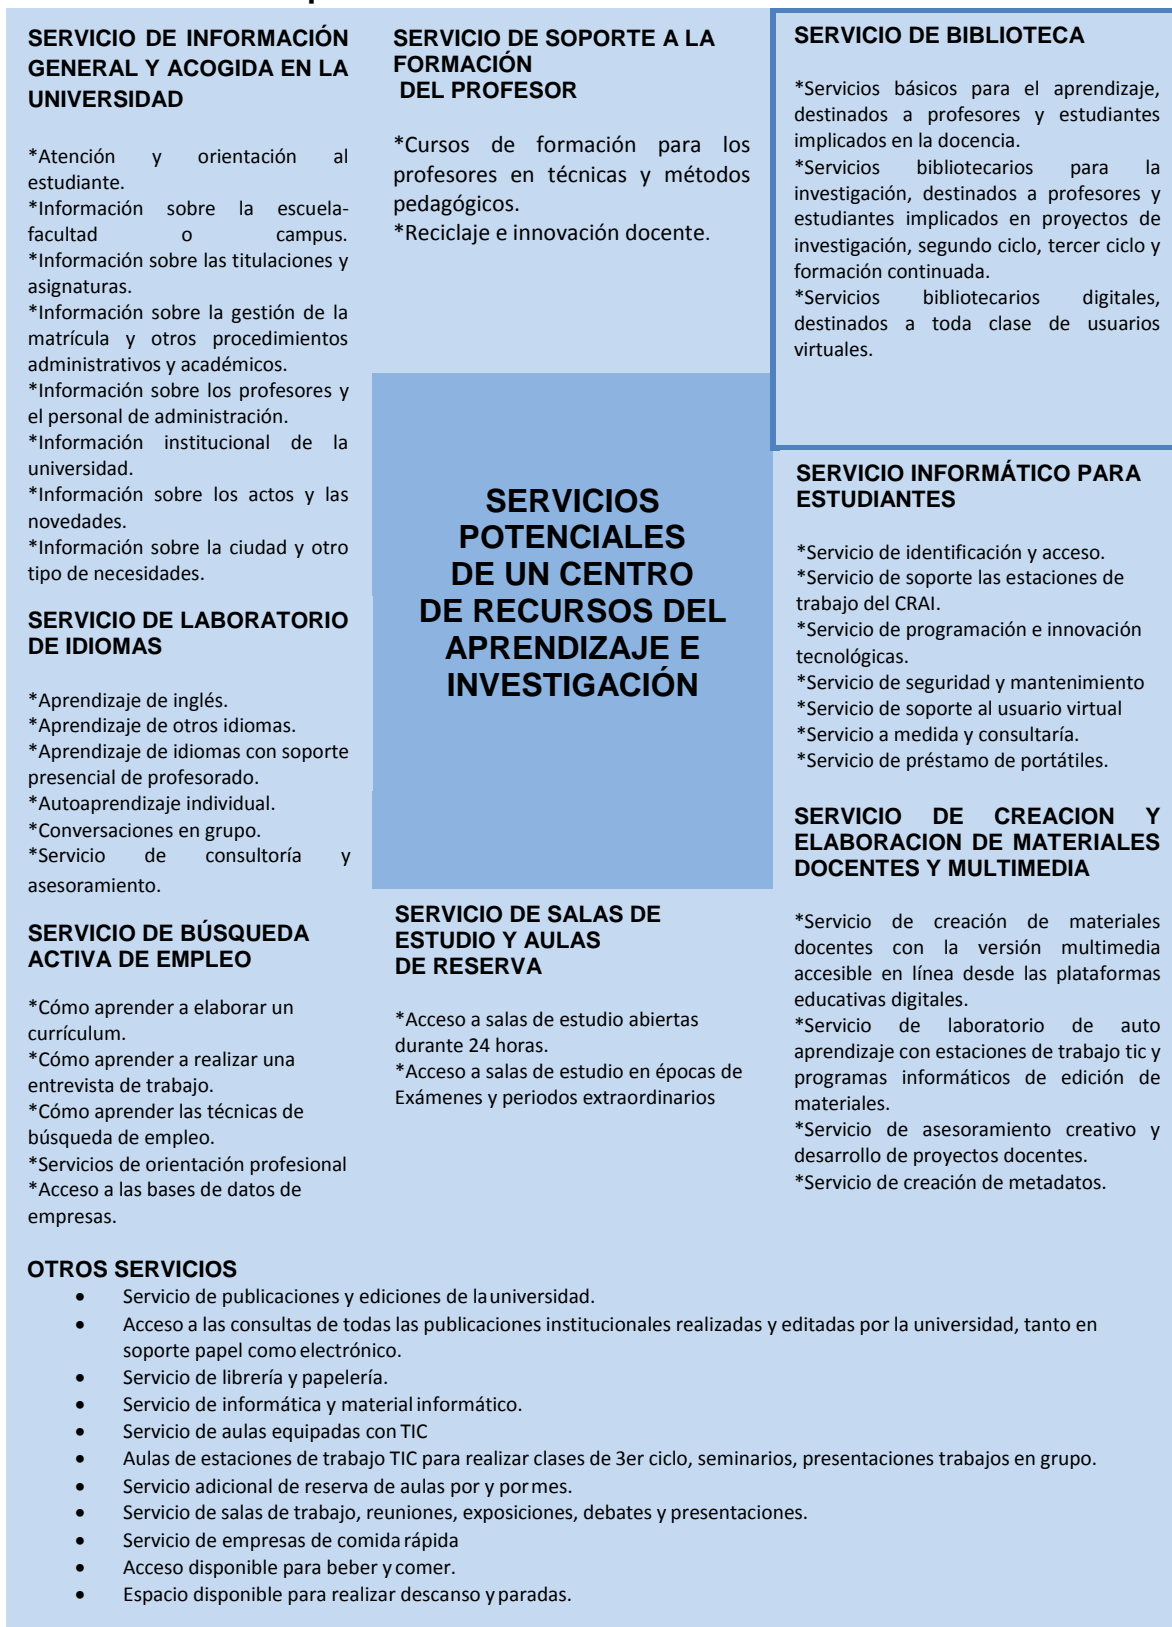 SERVICIO DE INFORMACIÓN
GENERAL Y ACOGIDA EN LA
UNIVERSIDAD
*Atención y orientación al
estudiante.
*Información sobre la escuela-
facultad o campus.
*Información sobre las titulaciones y
asignaturas.
*Información sobre la gestión de la
matrícula y otros procedimientos
administrativos y académicos.
*Información sobre los profesores y
el personal de administración.
*Información institucional de la
universidad.
*Información sobre los actos y las
novedades.
*Información sobre la ciudad y otro
tipo de necesidades.
SERVICIO DE LABORATORIO
DE IDIOMAS
*Aprendizaje de inglés.
*Aprendizaje de otros idiomas.
*Aprendizaje de idiomas con soporte
presencial de profesorado.
*Autoaprendizaje individual.
*Conversaciones en grupo.
*Servicio de consultoría y
asesoramiento.
SERVICIO DE BÚSQUEDA
ACTIVA DE EMPLEO
*Cómo aprender a elaborar un
currículum.
*Cómo aprender a realizar una
entrevista de trabajo.
*Cómo aprender las técnicas de
búsqueda de empleo.
*Servicios de orientación profesional
*Acceso a las bases de datos de
empresas.
SERVICIO DE SOPORTE A LA
FORMACIÓN
DEL PROFESOR
*Cursos de formación para los
profesores en técnicas y métodos
pedagógicos.
*Reciclaje e innovación docente.
SERVICIOS
POTENCIALES
DE UN CENTRO
DE RECURSOS DEL
APRENDIZAJE E
INVESTIGACIÓN
SERVICIO DE SALAS DE
ESTUDIO Y AULAS
DE RESERVA
*Acceso a salas de estudio abiertas
durante 24 horas.
*Acceso a salas de estudio en épocas de
Exámenes y periodos extraordinarios
SERVICIO DE BIBLIOTECA
*Servicios básicos para el aprendizaje,
destinados a profesores y estudiantes
implicados en la docencia.
*Servicios bibliotecarios para la
investigación, destinados a profesores y
estudiantes implicados en proyectos de
investigación, segundo ciclo, tercer ciclo y
formación continuada.
*Servicios bibliotecarios digitales,
destinados a toda clase de usuarios
virtuales.
SERVICIO INFORMÁTICO PARA
ESTUDIANTES
*Servicio de identificación y acceso.
*Servicio de soporte las estaciones de
trabajo del CRAI.
*Servicio de programación e innovación
tecnológicas.
*Servicio de seguridad y mantenimiento
*Servicio de soporte al usuario virtual
*Servicio a medida y consultaría.
*Servicio de préstamo de portátiles.
SERVICIO DE CREACION Y
ELABORACION DE MATERIALES
DOCENTES Y MULTIMEDIA
*Servicio de creación de materiales
docentes con la versión multimedia
accesible en línea desde las plataformas
educativas digitales.
*Servicio de laboratorio de auto
aprendizaje con estaciones de trabajo tic y
programas informáticos de edición de
materiales.
*Servicio de asesoramiento creativo y
desarrollo de proyectos docentes.
*Servicio de creación de metadatos.
OTROS SERVICIOS
• Servicio de publicaciones y ediciones de la universidad.
• Acceso a las consultas de todas las publicaciones institucionales realizadas y editadas por la universidad, tanto en
soporte papel como electrónico.
• Servicio de librería y papelería.
• Servicio de informática y material informático.
• Servicio de aulas equipadas con TIC
• Aulas de estaciones de trabajo TIC para realizar clases de 3er ciclo, seminarios, presentaciones trabajos en grupo.
• Servicio adicional de reserva de aulas por y por mes.
• Servicio de salas de trabajo, reuniones, exposiciones, debates y presentaciones.
• Servicio de empresas de comida rápida
• Acceso disponible para beber y comer.
• Espacio disponible para realizar descanso y paradas.